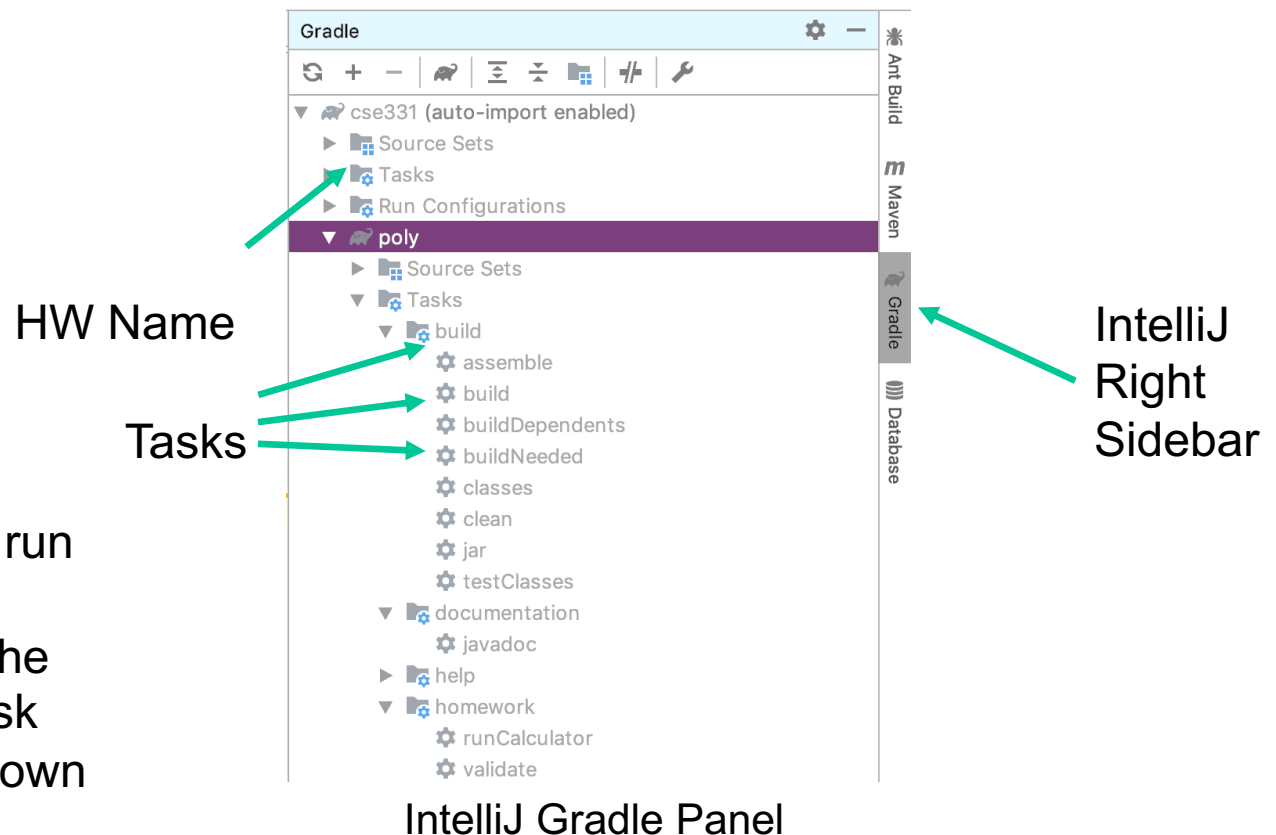 Gradle
cse331 (auto-import enabled)
Source Sets
Tasks
Run Configurations
poly
Source Sets
Tasks
build
assemble
build
buildDependents
buildNeeded
classes
clean
jar
testClasses
documentation
javadoc
help
homework
runCalculator
validate
Ant Build
m Maven
Gradle
Database
HW Name
Tasks
run
he
sk
own
IntelliJ
Right
Sidebar
IntelliJ Gradle Panel